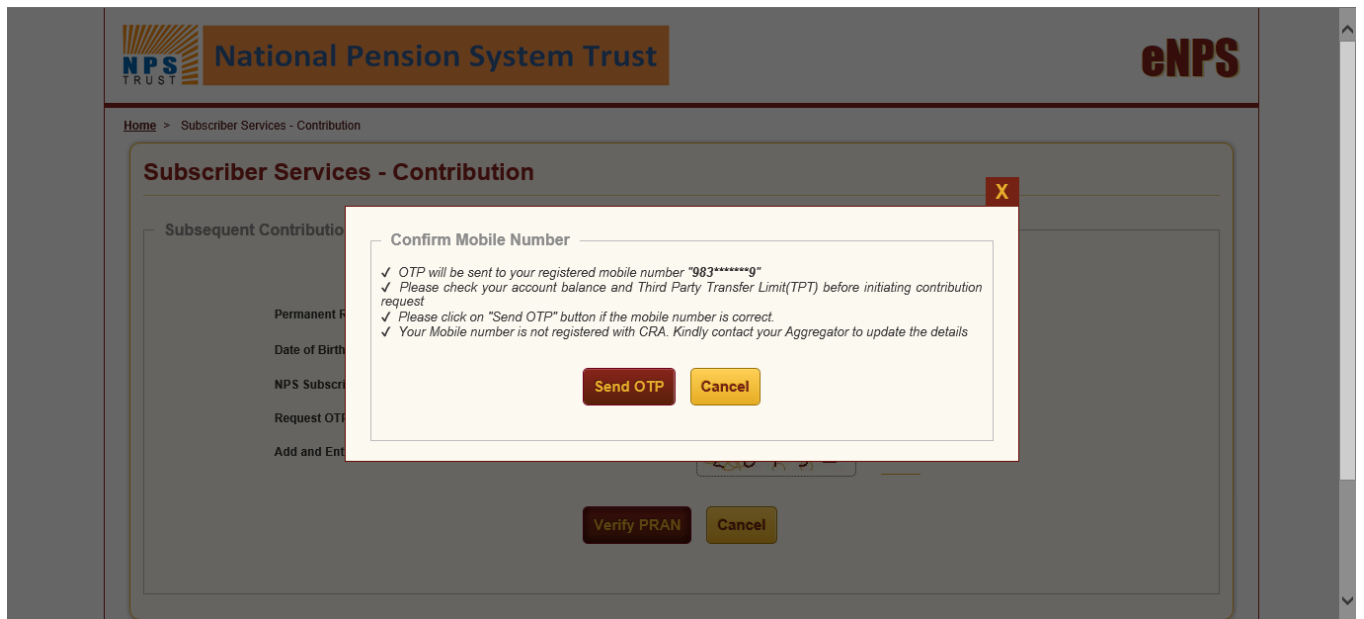 NPS
TRUST
National Pension System Trust
eNPS
Home > Subscriber Services - Contribution
Subscriber Services - Contribution
X
Subsequent Contributio
Confirm Mobile Number
✓ OTP will be sent to your registered mobile number "983*******9"
✓ Please check your account balance and Third Party Transfer Limit(TPT) before initiating contribution
request
✓ Please click on "Send OTP" button if the mobile number is correct.
✓ Your Mobile number is not registered with CRA. Kindly contact your Aggregator to update the details
Permanent R
Date of Birth
NPS Subscri
Request OTP
Add and Ent
Send OTP Cancel
Verify PRAN Cancel